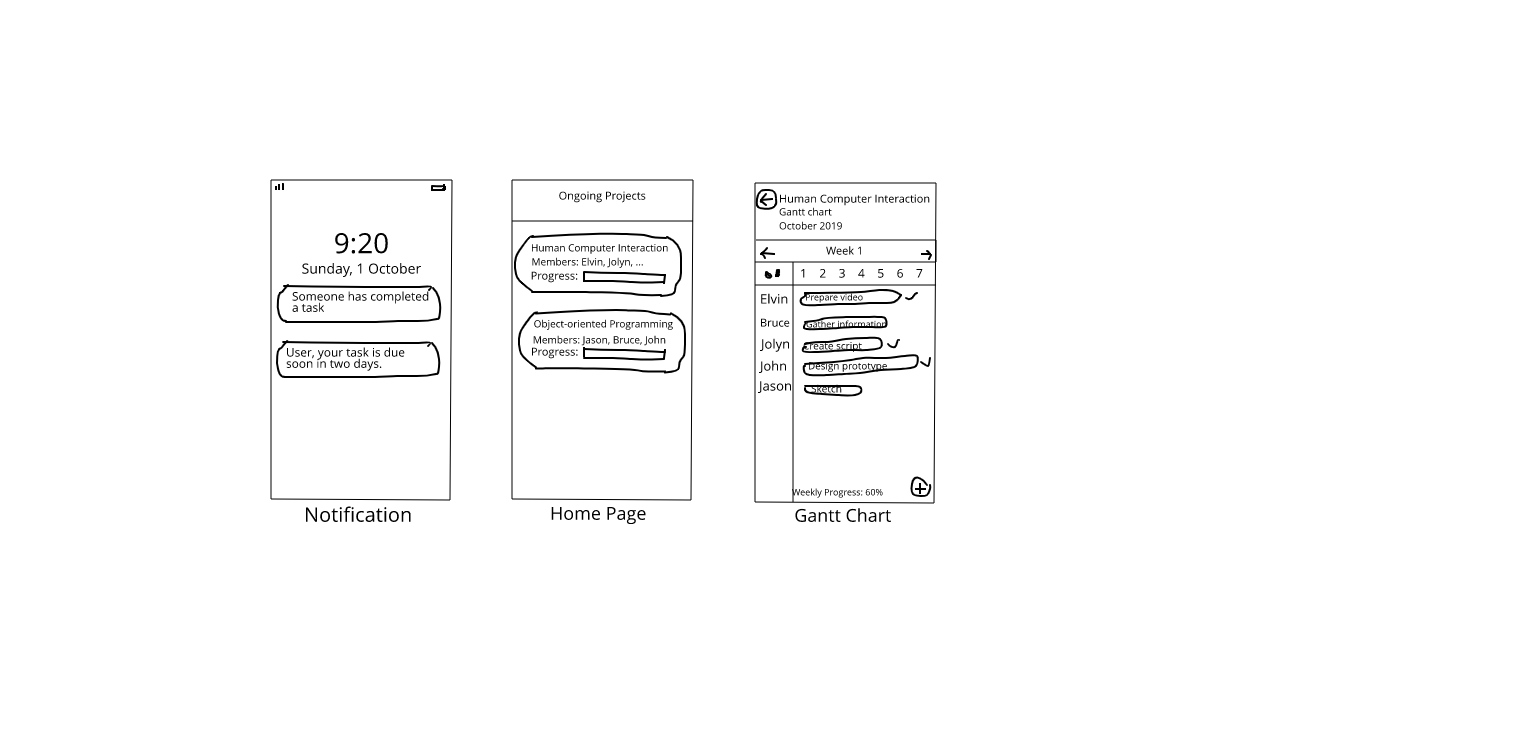 9:20
Sunday, 1 October
Someone has completed
a task
User, your task is due
soon in two days.
Notification
Ongoing Projects
Human Computer Interaction
Members: Elvin, Jolyn, ...
Progress:
Object-oriented Programming
Members: Jason, Bruce, John
Progress:
Home Page
Human Computer Interaction
Gantt chart
October 2019
Week 1
1 2 3 4 5 6 7
Elvin Prepare video
Bruce Gather information
Jolyn Create script
John Design prototype
Jason Sketch
Weekly Progress: 60%
Gantt Chart